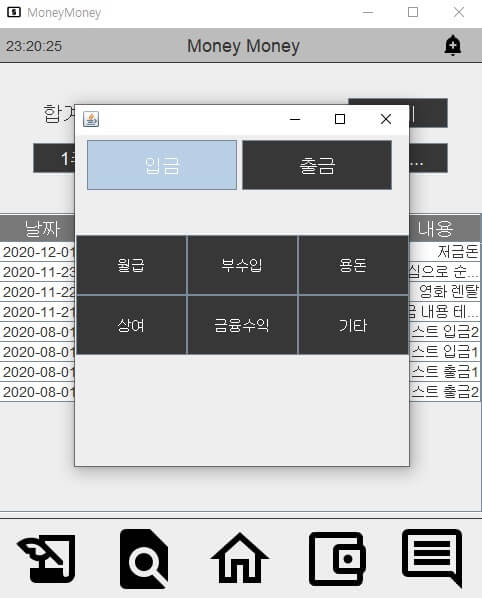 MoneyMoney
23:20:25 Money Money
입금 출금
날짜 내용
월급 부수입 용돈
상여 금융수익 기타
2020-12-01 저금돈
2020-11-23 심으로 순...
2020-11-22 영화 렌탈
2020-11-21 금 내용 테...
2020-08-01 스트 입금2
2020-08-01 스트 입금1
2020-08-01 스트 출금1
2020-08-01 스트 출금2